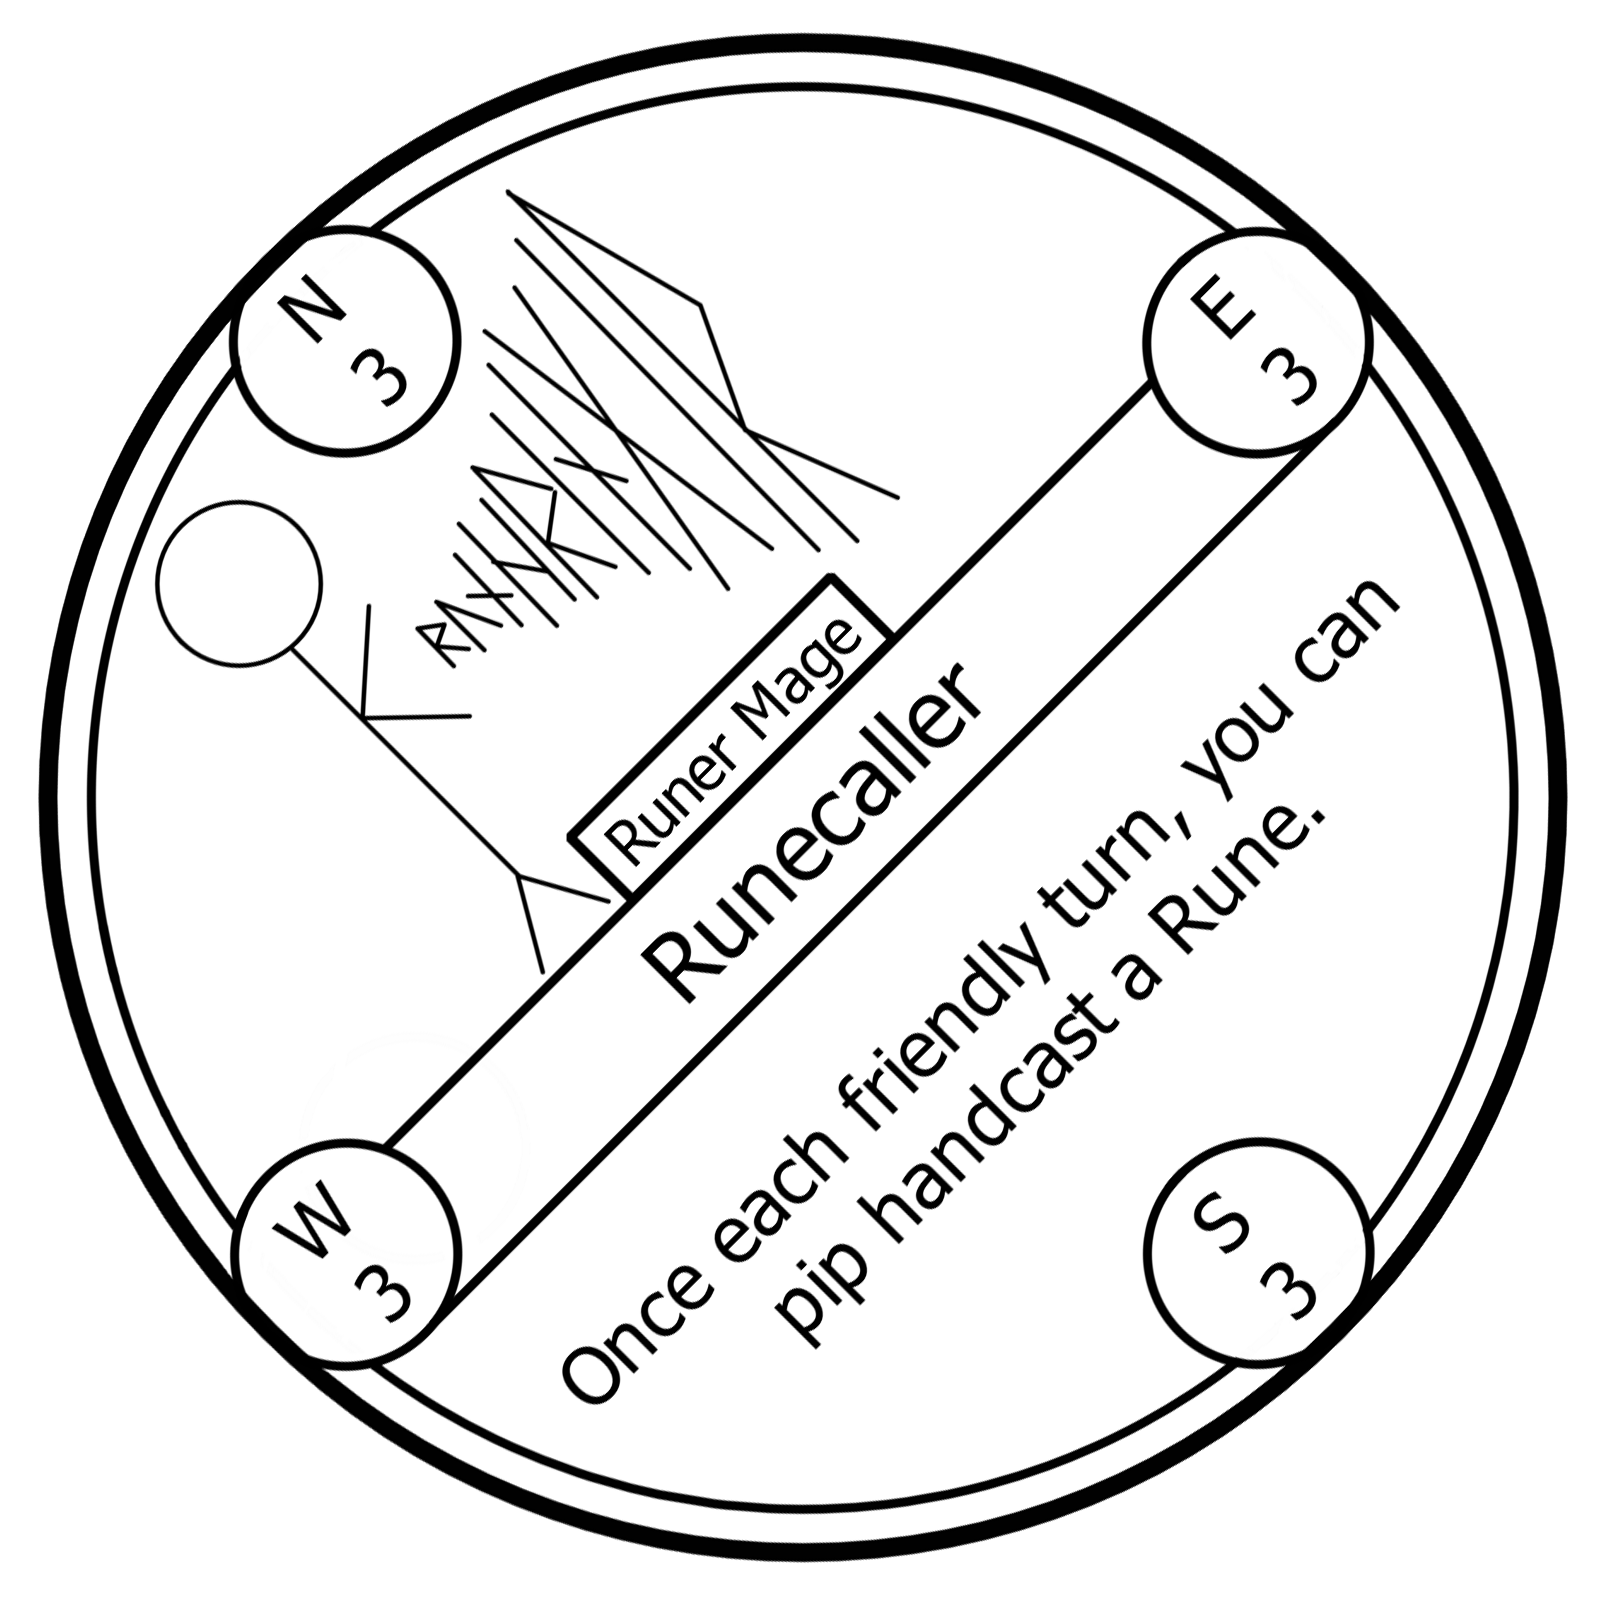 N
3
E
3
Runer Mage
Runecaller
Once each friendly turn, you can
pip handcast a Rune.
W
3
S
3